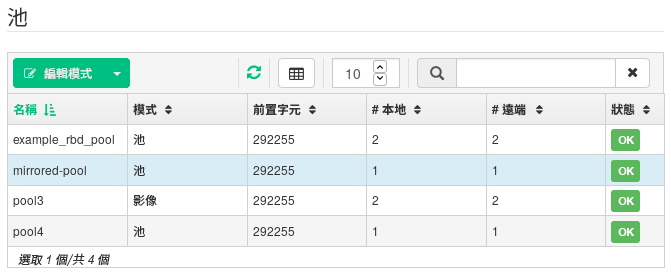 池
編輯模式 10
名稱 模式 前置字元 # 本地 # 遠端 狀態
example_rbd_pool 池 292255 2 2 OK
mirrored-pool 池 292255 1 1 OK
pool3 影像 292255 2 2 OK
pool4 池 292255 1 1 OK
選取 1 個/共 4 個